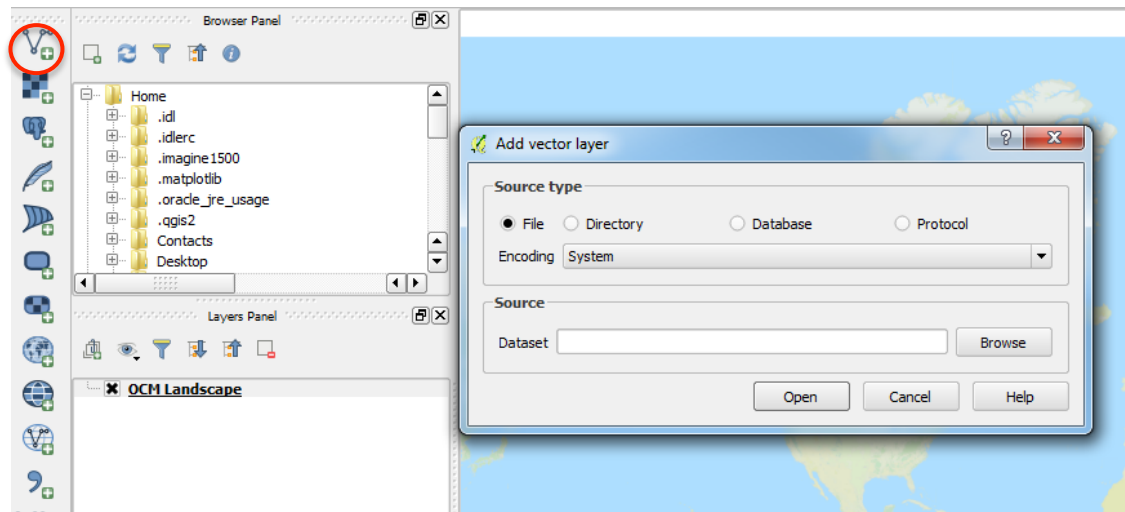 Browser Panel
Home
.idl
.idlerc
.imagine1500
.matplotlib
.oracle_jre_usage
.qgis2
Contacts
Desktop
Layers Panel
OCM Landscape
Add vector layer
Source type
File Directory Database Protocol
Encoding System
Source
Dataset Browse
Open Cancel Help